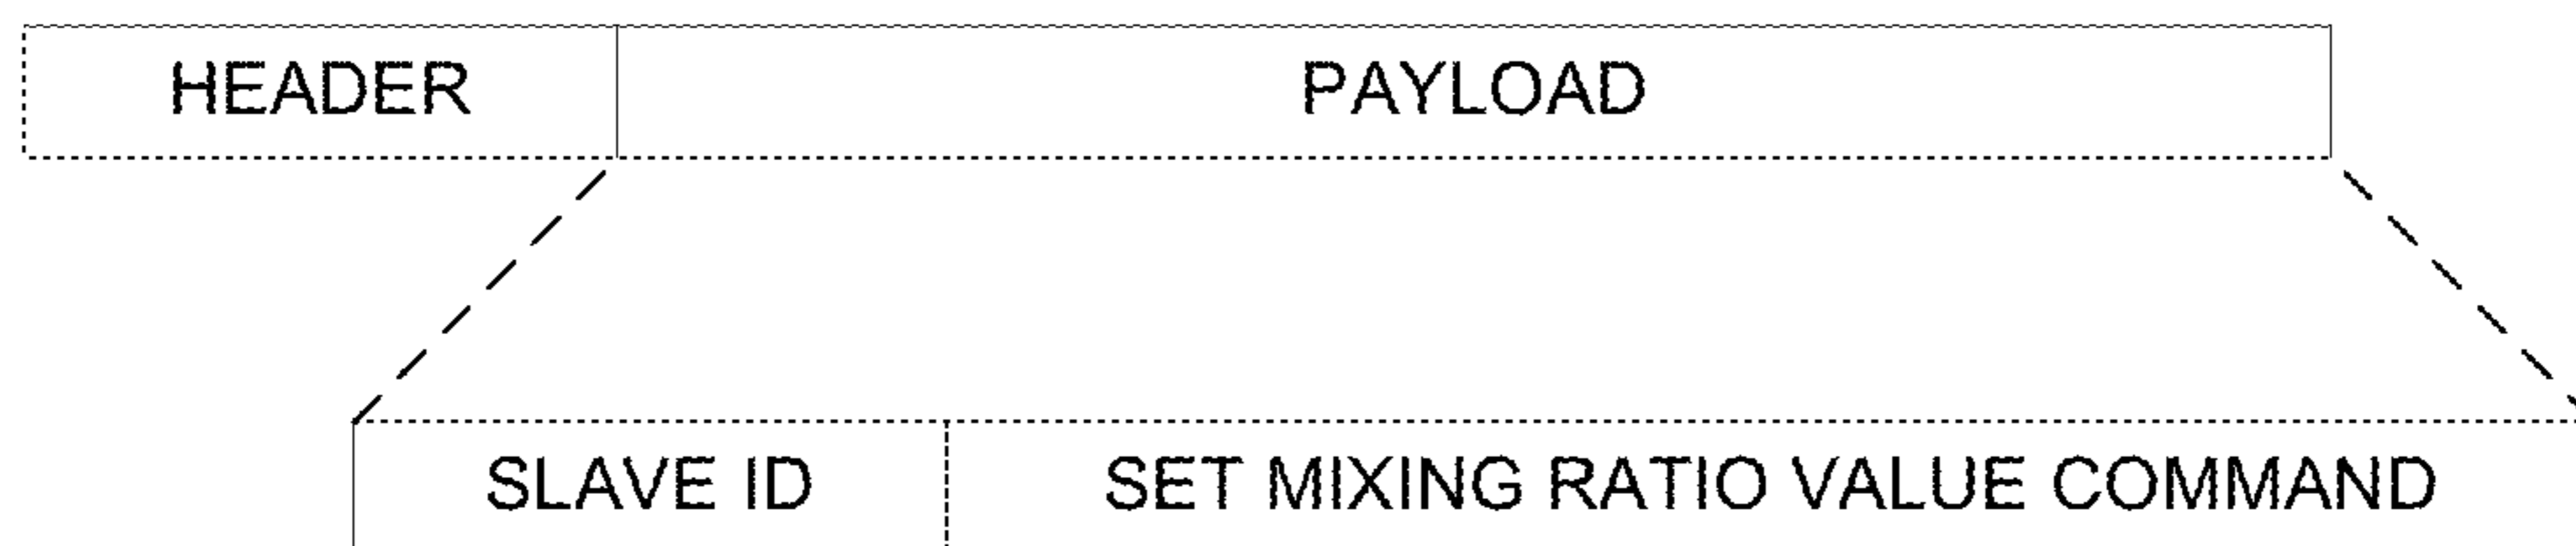 HEADER PAYLOAD
SLAVE ID SET MIXING RATIO VALUE COMMAND